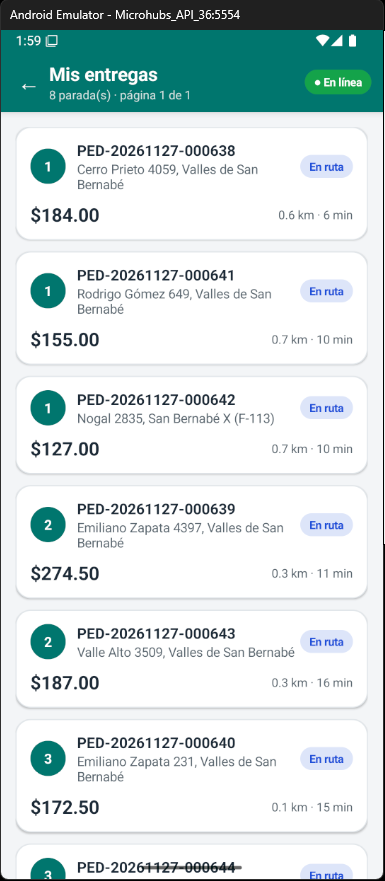 Android Emulator - Microhubs_API_36:5554
1:59
← Mis entregas
8 parada(s) · página 1 de 1
● En línea
1
PED-20261127-000638
Cerro Prieto 4059, Valles de San
Bernabé
En ruta
$184.00
0.6 km · 6 min
1
PED-20261127-000641
Rodrigo Gómez 649, Valles de San
Bernabé
En ruta
$155.00
0.7 km · 10 min
1
PED-20261127-000642
Nogal 2835, San Bernabé X (F-113)
En ruta
$127.00
0.7 km · 10 min
2
PED-20261127-000639
Emiliano Zapata 4397, Valles de San
Bernabé
En ruta
$274.50
0.3 km · 11 min
2
PED-20261127-000643
Valle Alto 3509, Valles de San Bernabé
En ruta
$187.00
0.3 km · 16 min
3
PED-20261127-000640
Emiliano Zapata 231, Valles de San
Bernabé
En ruta
$172.50
0.1 km · 15 min
3
PED-20261127-000644
En ruta